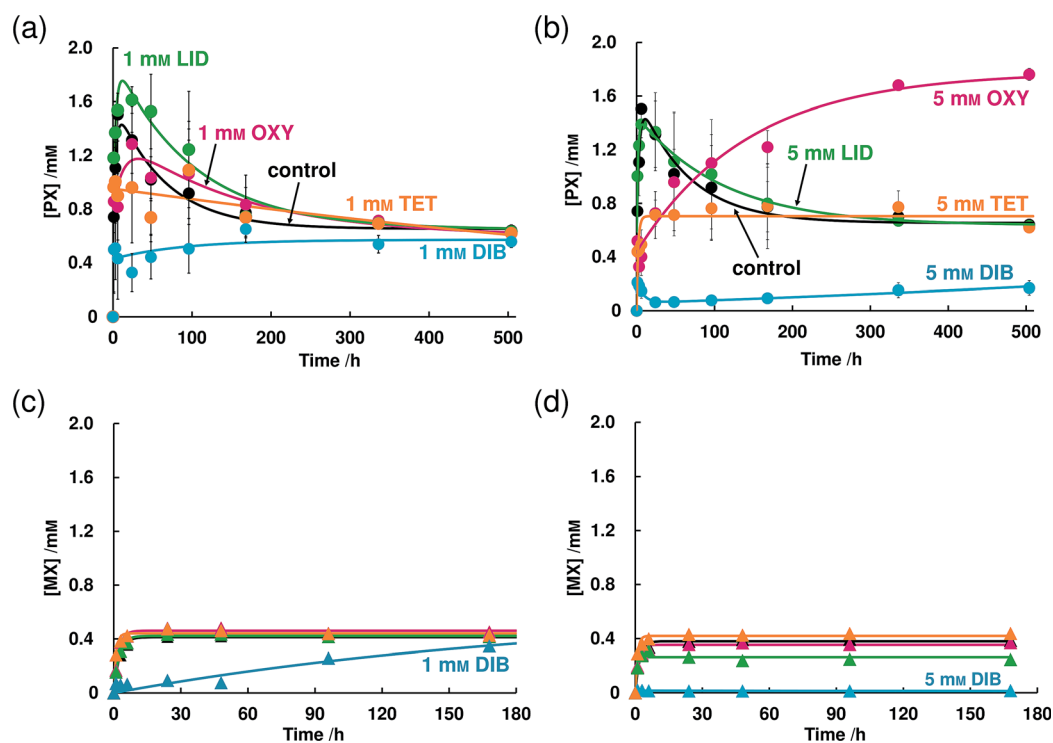 (a)
2.0
1.6
1.2
0.8
0.4
0
[PX] /mM
1 mM LID
1 mM OXY
control
1 mM TET
1 mM DIB
0 100 200 300 400 500
Time /h
(b)
2.0
1.6
1.2
0.8
0.4
0
[PX] /mM
5 mM OXY
5 mM LID
5 mM TET
control
5 mM DIB
0 100 200 300 400 500
Time /h
(c)
2.0
1.6
1.2
0.8
0.4
0
[MX] /mM
1 mM DIB
0 30 60 90 120 150 180
Time /h
(d)
2.0
1.6
1.2
0.8
0.4
0
[MX] /mM
5 mM DIB
0 30 60 90 120 150 180
Time /h